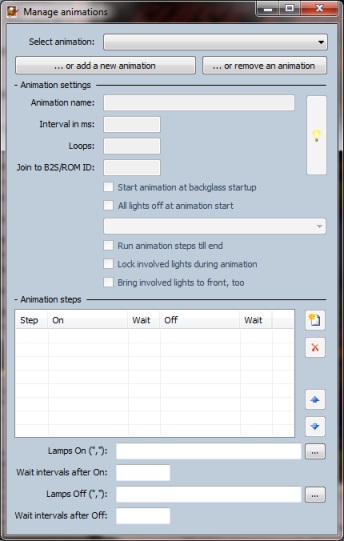 Manage animations
Select animation:
... or add a new animation ... or remove an animation
Animation settings
Animation name:
Interval in ms:
Loops:
Join to B2S/ROM ID:
Start animation at backglass startup
All lights off at animation start
Run animation steps till end
Lock involved lights during animation
Bring involved lights to front, too
Animation steps
Step On Wait Off Wait
Lamps On (","): ...
Wait intervals after On:
Lamps Off (","): ...
Wait intervals after Off: